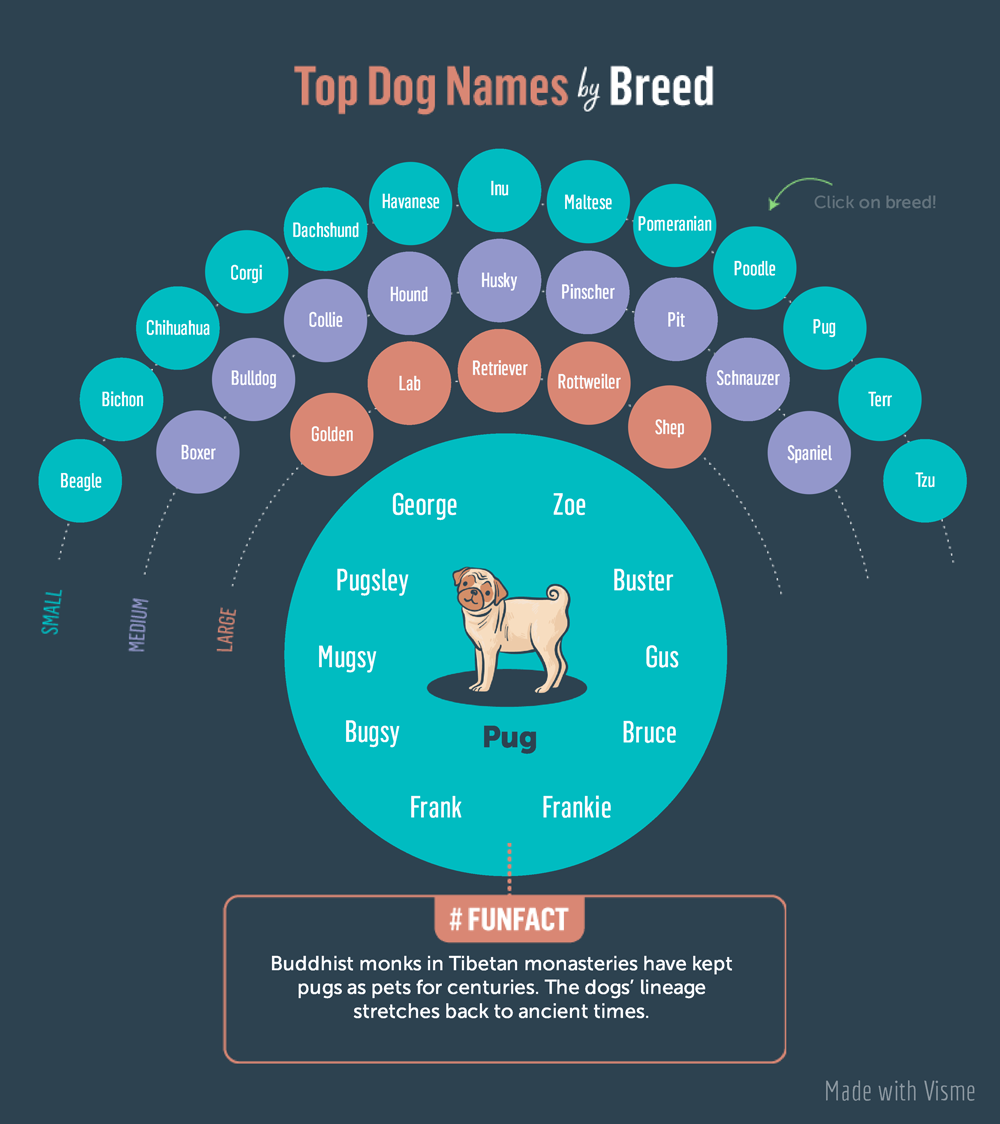 Top Dog Names by Breed
Click on breed!
Beagle
Bichon
Chihuahua
Corgi
Dachshund
Havanese
Inu
Maltese
Pomeranian
Poodle
Pug
Terr
Tzu
Boxer
Bulldog
Collie
Hound
Husky
Pinscher
Pit
Schnauzer
Spaniel
Golden
Lab
Retriever
Rottweiler
Shep
SMALL
MEDIUM
LARGE
George
Zoe
Pugsley
Buster
Mugsy
Gus
Bugsy
Bruce
Frank
Frankie
Pug
# FUNFACT
Buddhist monks in Tibetan monasteries have kept
pugs as pets for centuries. The dogs’ lineage
stretches back to ancient times.
Made with Visme